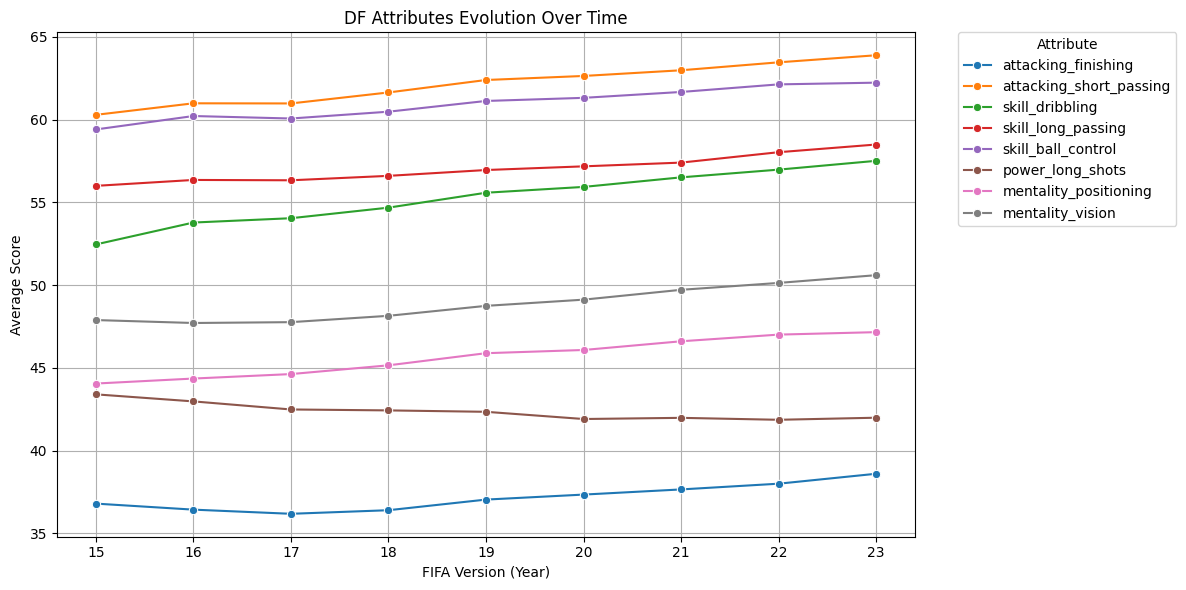 DF Attributes Evolution Over Time
Average Score
65
60
55
50
45
40
35
15 16 17 18 19 20 21 22 23
FIFA Version (Year)
Attribute
attacking_finishing
attacking_short_passing
skill_dribbling
skill_long_passing
skill_ball_control
power_long_shots
mentality_positioning
mentality_vision